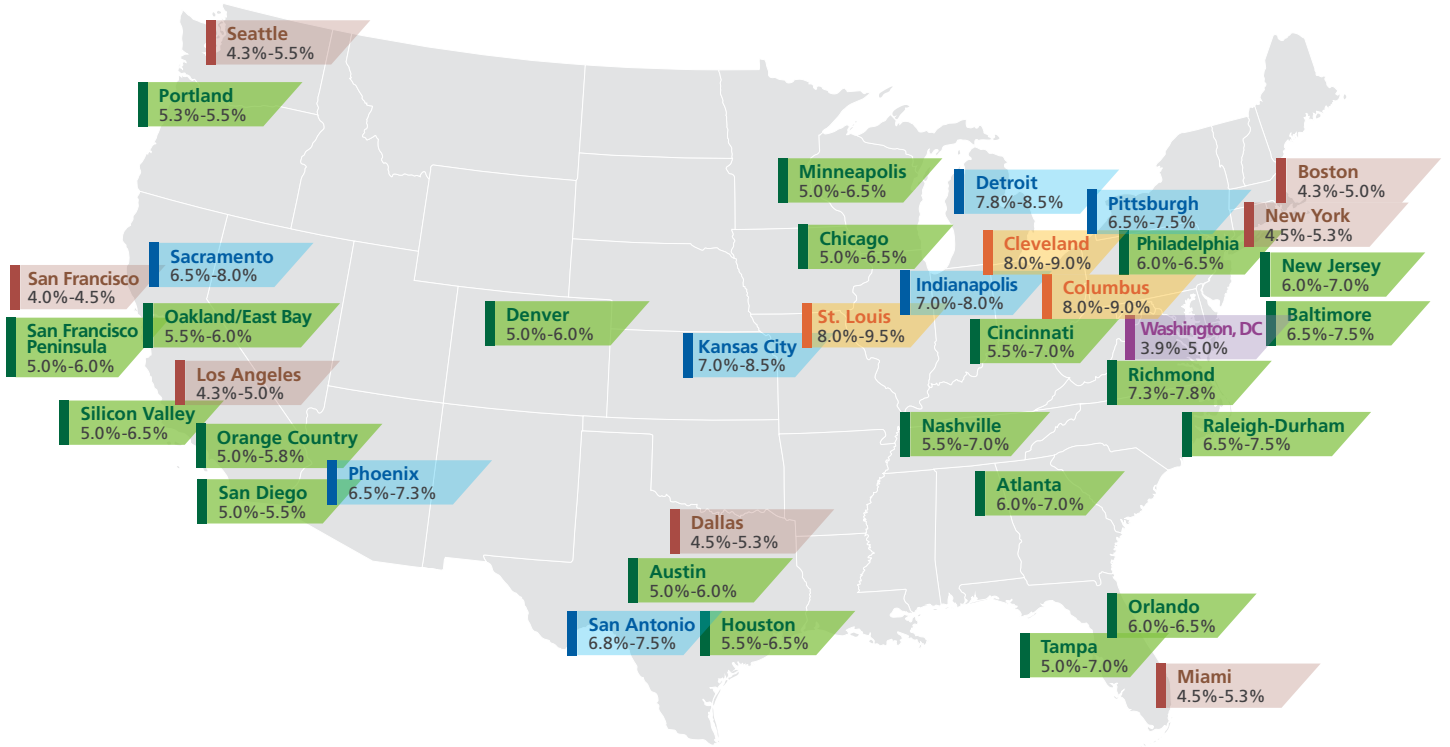 Seattle
4.3%-5.5%
Portland
5.3%-5.5%
Minneapolis
5.0%-6.5%
Detroit
7.8%-8.5%
Boston
4.3%-5.0%
Pittsburgh
6.5%-7.5%
New York
4.5%-5.3%
Chicago
5.0%-6.5%
Cleveland
8.0%-9.0%
Philadelphia
6.0%-6.5%
Sacramento
6.5%-8.0%
New Jersey
6.0%-7.0%
San Francisco
4.0%-4.5%
Indianapolis
7.0%-8.0%
Columbus
8.0%-9.0%
Oakland/East Bay
5.5%-6.0%
Denver
5.0%-6.0%
St. Louis
8.0%-9.5%
Baltimore
6.5%-7.5%
San Francisco
Peninsula
5.0%-6.0%
Kansas City
7.0%-8.5%
Cincinnati
5.5%-7.0%
Washington, DC
3.9%-5.0%
Los Angeles
4.3%-5.0%
Richmond
7.3%-7.8%
Silicon Valley
5.0%-6.5%
Nashville
5.5%-7.0%
Raleigh-Durham
6.5%-7.5%
Orange Country
5.0%-5.8%
Phoenix
6.5%-7.3%
San Diego
5.0%-5.5%
Atlanta
6.0%-7.0%
Dallas
4.5%-5.3%
Austin
5.0%-6.0%
San Antonio
6.8%-7.5%
Houston
5.5%-6.5%
Orlando
6.0%-6.5%
Tampa
5.0%-7.0%
Miami
4.5%-5.3%